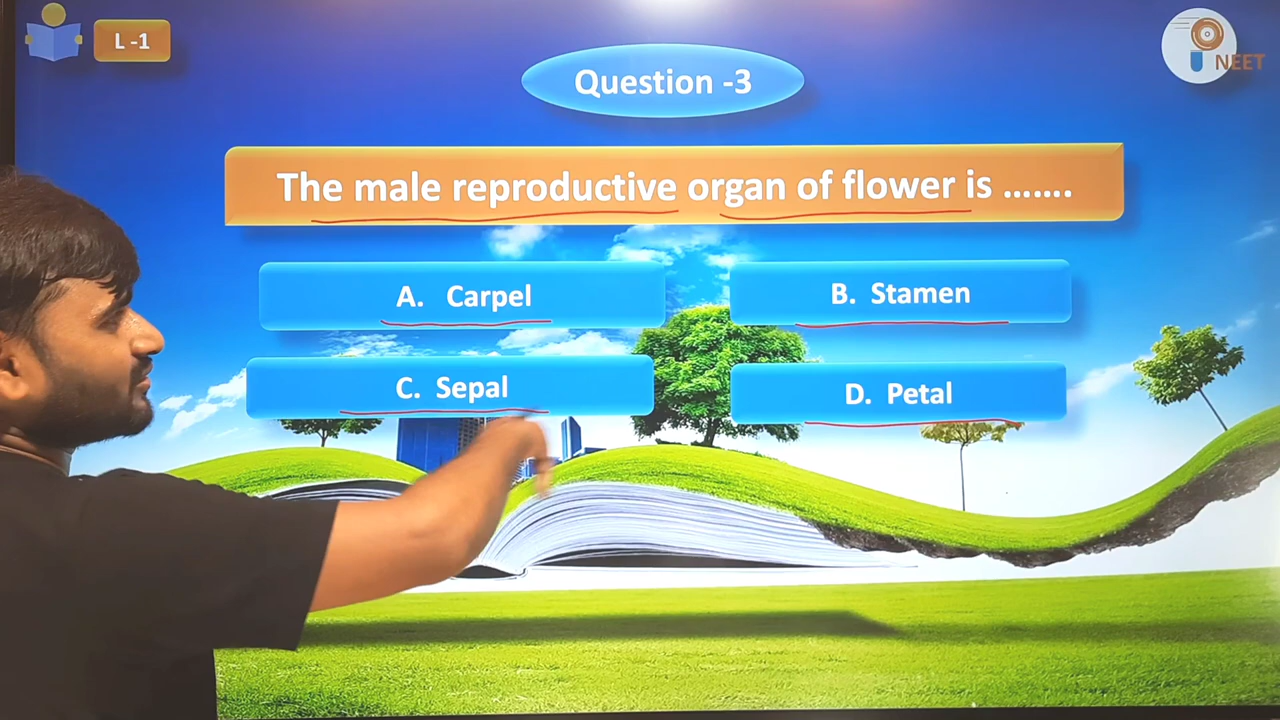 L -1
NEET
Question -3
The male reproductive organ of flower is .......
A. Carpel
B. Stamen
C. Sepal
D. Petal